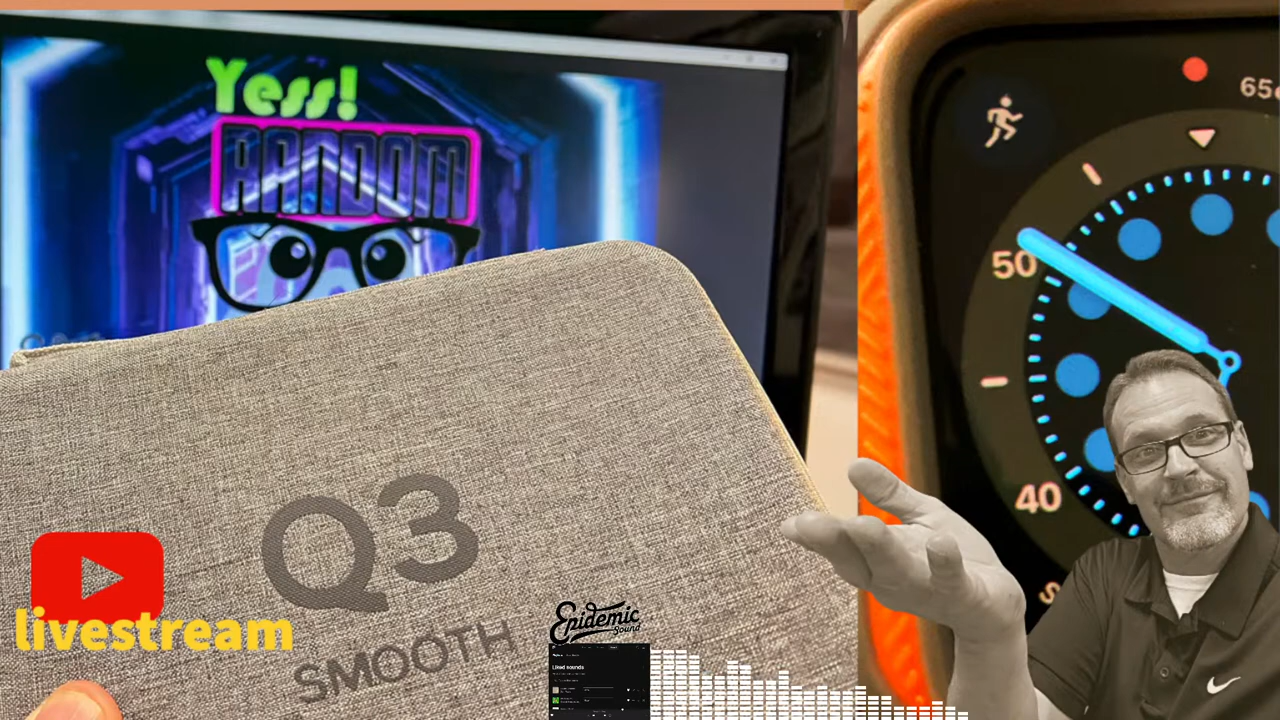 Yess!
RANDOM
65
50
40
Q3
SMOOTH
livestream
Epidemic
Sound
Liked sounds